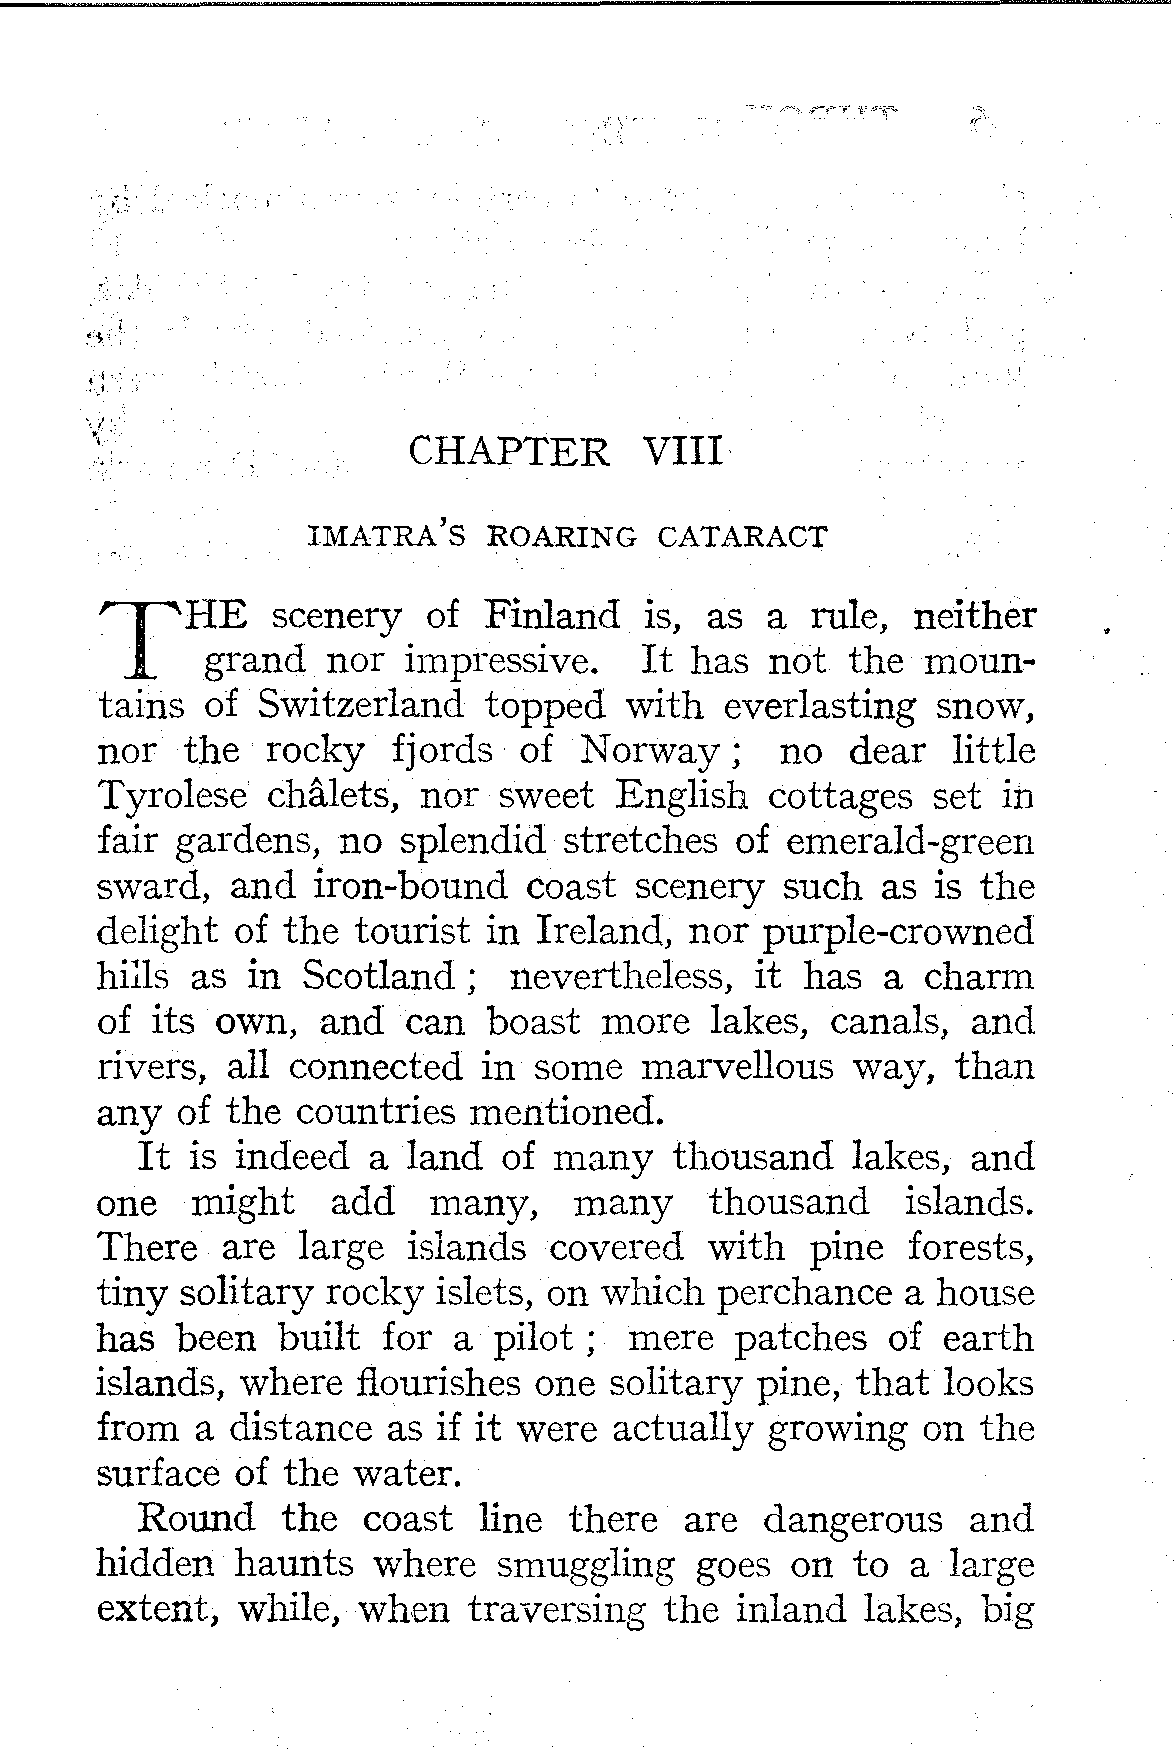 CHAPTER VIII
IMATRA'S ROARING CATARACT
THE scenery of Finland is, as a rule, neither
grand nor impressive. It has not the moun-
tains of Switzerland topped with everlasting snow,
nor the rocky fjords of Norway; no dear little
Tyrolese châlets, nor sweet English cottages set in
fair gardens, no splendid stretches of emerald-green
sward, and iron-bound coast scenery such as is the
delight of the tourist in Ireland, nor purple-crowned
hills as in Scotland; nevertheless, it has a charm
of its own, and can boast more lakes, canals, and
rivers, all connected in some marvellous way, than
any of the countries mentioned.
It is indeed a land of many thousand lakes, and
one might add many, many thousand islands.
There are large islands covered with pine forests,
tiny solitary rocky islets, on which perchance a house
has been built for a pilot; mere patches of earth
islands, where flourishes one solitary pine, that looks
from a distance as if it were actually growing on the
surface of the water.
Round the coast line there are dangerous and
hidden haunts where smuggling goes on to a large
extent, while, when traversing the inland lakes, big